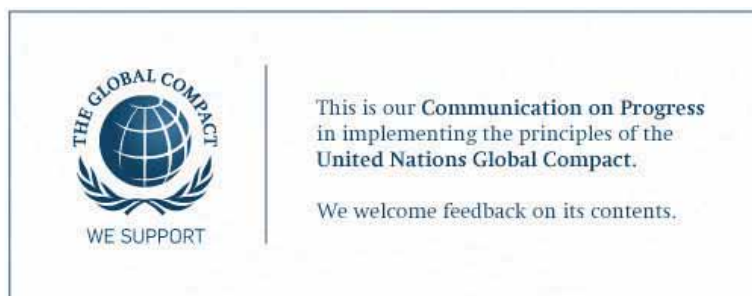 THE GLOBAL COMPACT
WE SUPPORT
This is our Communication on Progress
in implementing the principles of the
United Nations Global Compact.
We welcome feedback on its contents.